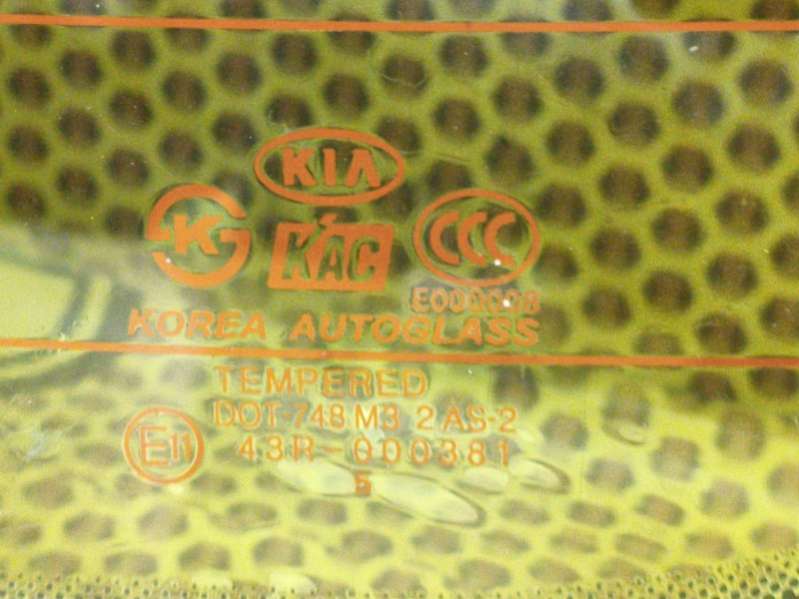 KIA
K
KAC
CCC
E000008
KOREA AUTOGLASS
TEMPERED
DOT-748 M3 2 AS-2
E11
43R-000381
5